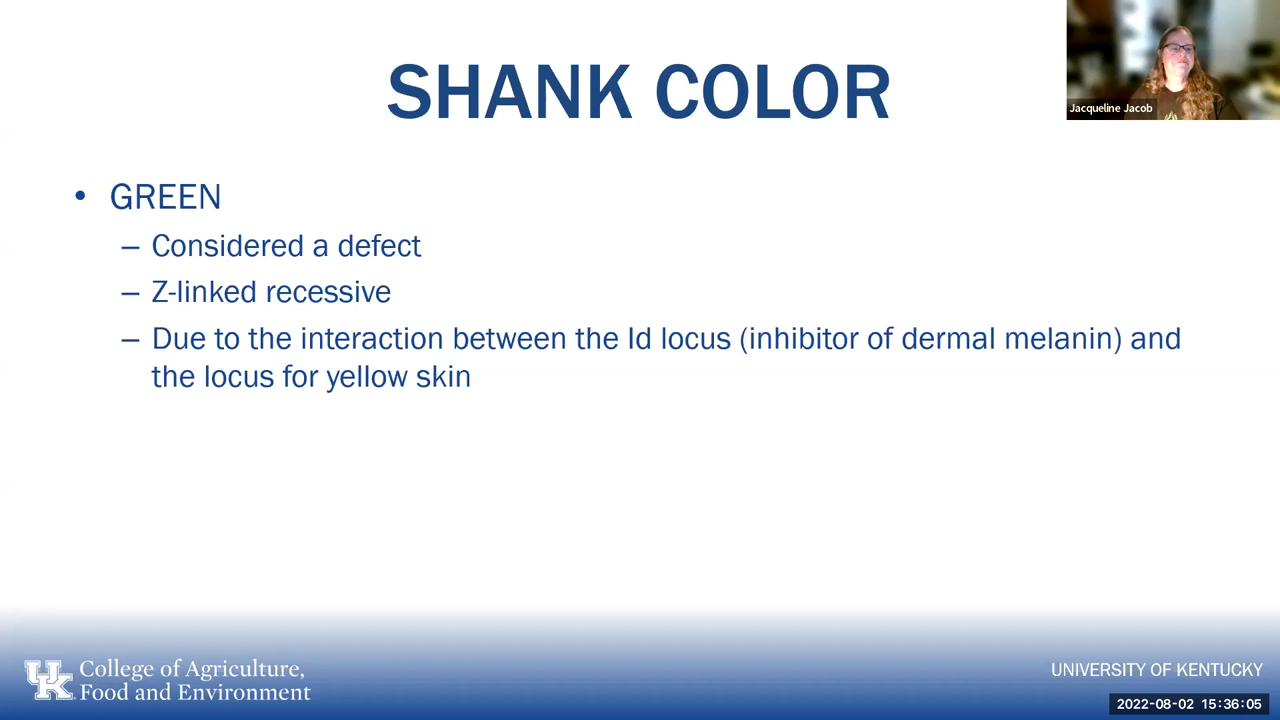 SHANK COLOR
Jacqueline Jacob
• GREEN
– Considered a defect
– Z-linked recessive
– Due to the interaction between the Id locus (inhibitor of dermal melanin) and
the locus for yellow skin
UK
College of Agriculture,
Food and Environment
UNIVERSITY OF KENTUCKY
2022-08-02 15:36:05